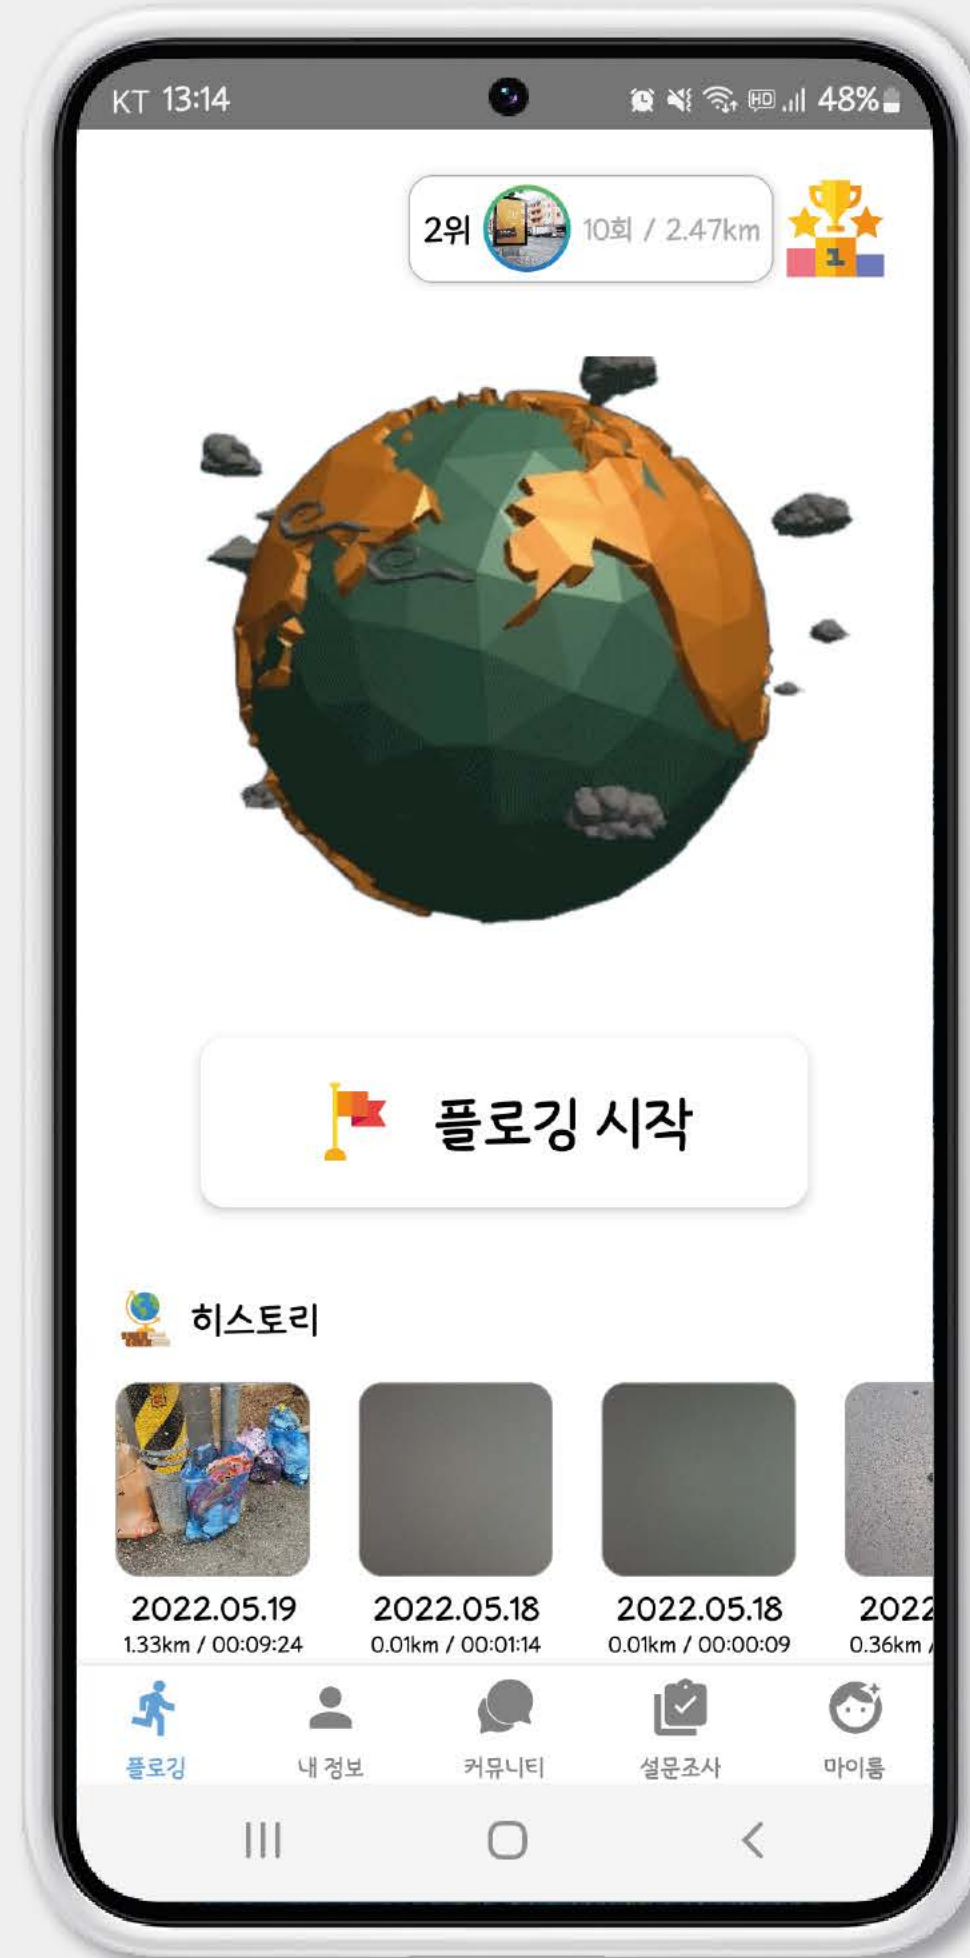 KT 13:14
HD 48%
2위 10회 / 2.47km
1
플로깅 시작
히스토리
2022.05.19
1.33km / 00:09:24
2022.05.18
0.01km / 00:01:14
2022.05.18
0.01km / 00:00:09
2022
0.36km /
플로깅
내 정보
커뮤니티
설문조사
마이룸